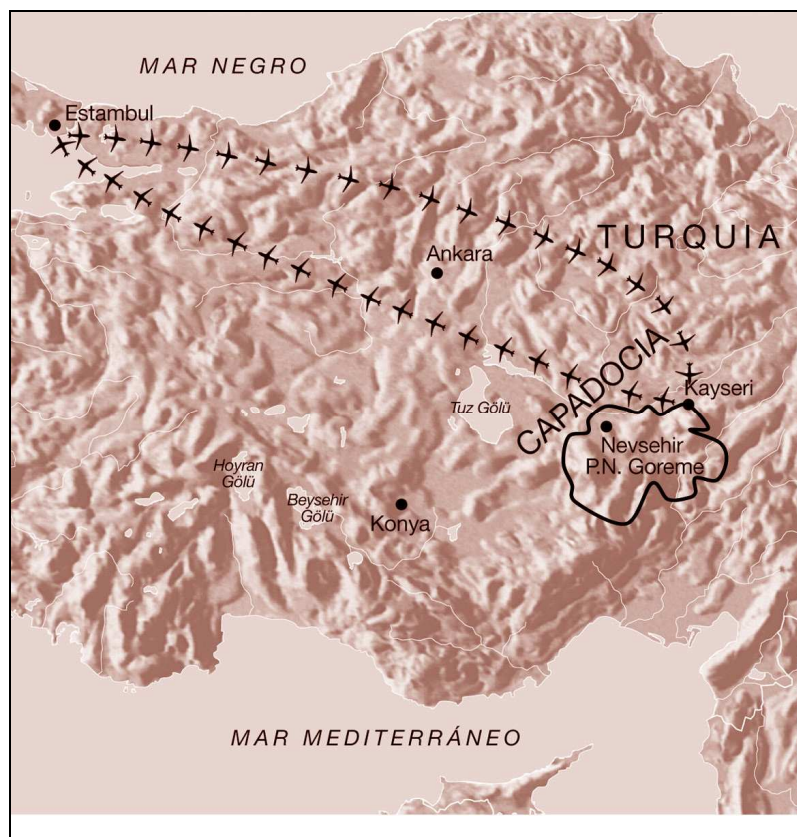 MAR NEGRO
Estambul
TURQUIA
Ankara
CAPADOCIA
Kayseri
Tuz Gölü
Nevsehir
P.N. Goreme
Hoyran
Gölü
Beysehir
Gölü
Konya
MAR MEDITERRÁNEO